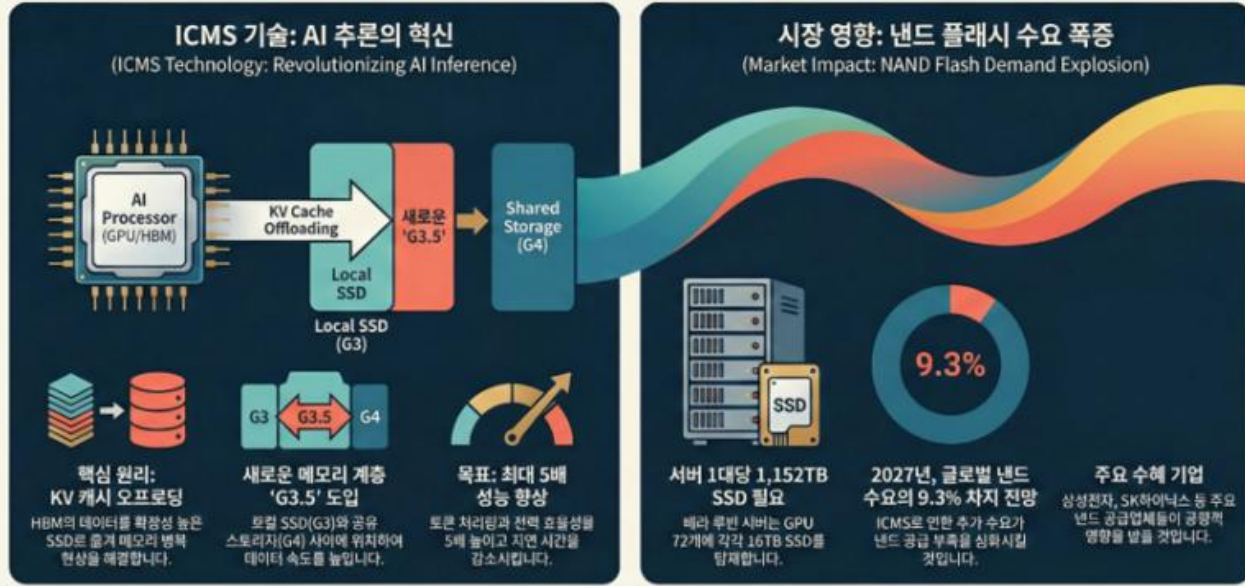 ICMS 기술: AI 추론의 혁신
(ICMS Technology: Revolutionizing AI Inference)
AI
Processor
(GPU/HBM)
KV Cache
Offloading
Local
SSD
새로운
'G3.5'
Shared
Storage
(G4)
Local SSD
(G3)
G3
G3.5
G4
핵심 원리:
KV 캐시 오프로딩
HBM의 데이터를 확장성 높은
SSD로 옮겨 메모리 병목
현상을 해결합니다.
새로운 메모리 계층
'G3.5' 도입
로컬 SSD(G3)와 공유
스토리지(G4) 사이에 위치하여
데이터 속도를 높입니다.
목표: 최대 5배
성능 향상
토큰 처리량과 전력 효율성을
5배 높이고 지연 시간을
감소시킵니다.
시장 영향: 낸드 플래시 수요 폭증
(Market Impact: NAND Flash Demand Explosion)
SSD
9.3%
서버 1대당 1,152TB
SSD 필요
베라 루빈 서버는 GPU
72개에 각각 16TB SSD를
탑재합니다.
2027년, 글로벌 낸드
수요의 9.3% 차지 전망
ICMS로 인한 추가 수요가
낸드 공급 부족을 심화시킬
것입니다.
주요 수혜 기업
삼성전자, SK하이닉스 등 주요
낸드 공급업체들이
영향을 받을 것입니다.